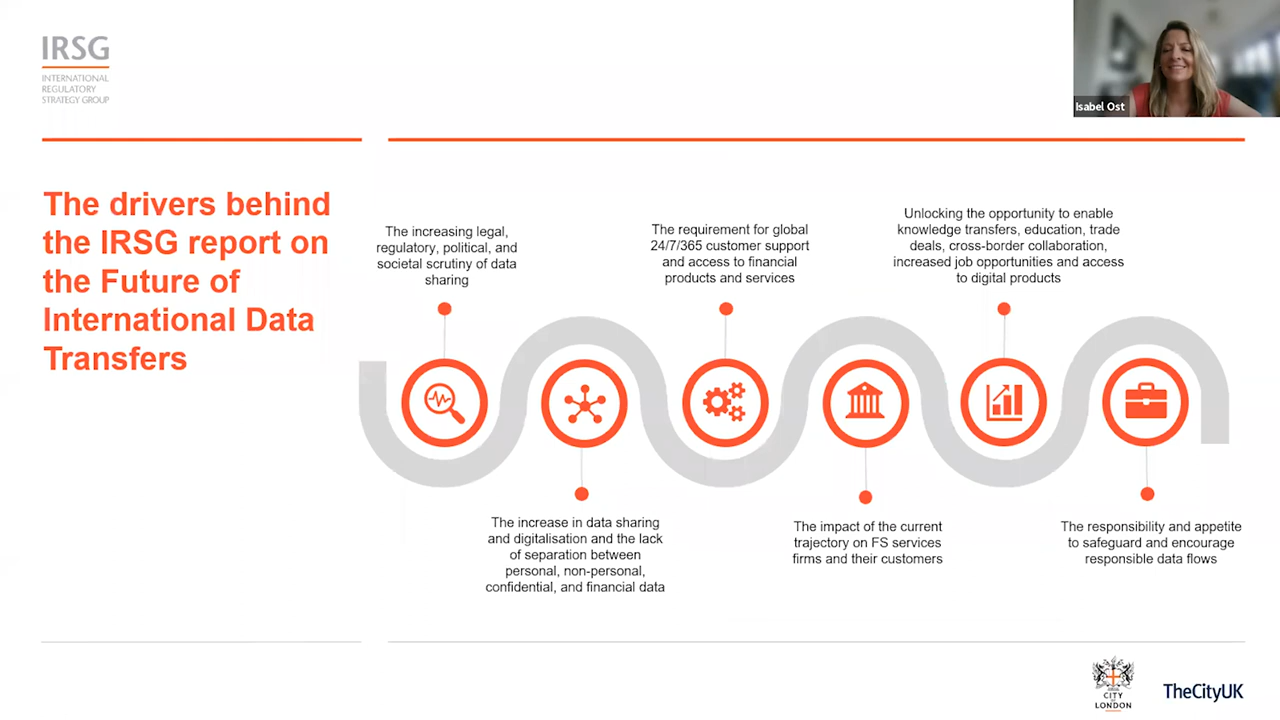 IRSG
INTERNATIONAL
REGULATORY
STRATEGY GROUP
Isabel Ost
The drivers behind
the IRSG report on
the Future of
International Data
Transfers
The increasing legal,
regulatory, political, and
societal scrutiny of data
sharing
The increase in data sharing
and digitalisation and the lack
of separation between
personal, non-personal,
confidential, and financial data
The requirement for global
24/7/365 customer support
and access to financial
products and services
The impact of the current
trajectory on FS services
firms and their customers
Unlocking the opportunity to enable
knowledge transfers, education, trade
deals, cross-border collaboration,
increased job opportunities and access
to digital products
The responsibility and appetite
to safeguard and encourage
responsible data flows
CITY
LONDON
TheCityUK